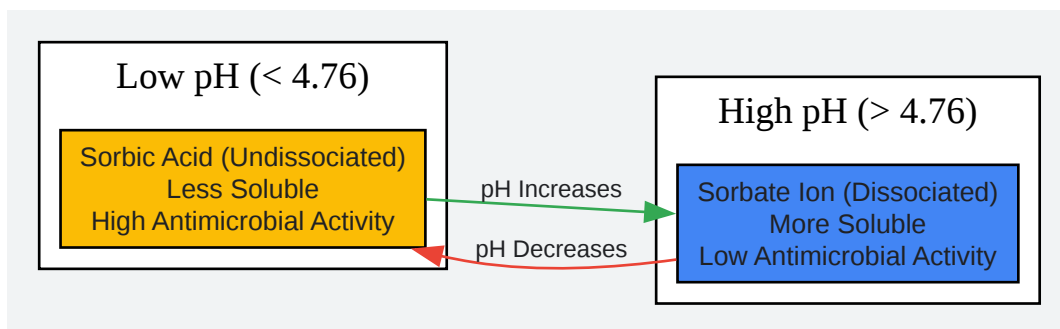 Low pH (< 4.76)
Sorbic Acid (Undissociated)
Less Soluble
High Antimicrobial Activity
pH Increases
pH Decreases
High pH (> 4.76)
Sorbate Ion (Dissociated)
More Soluble
Low Antimicrobial Activity